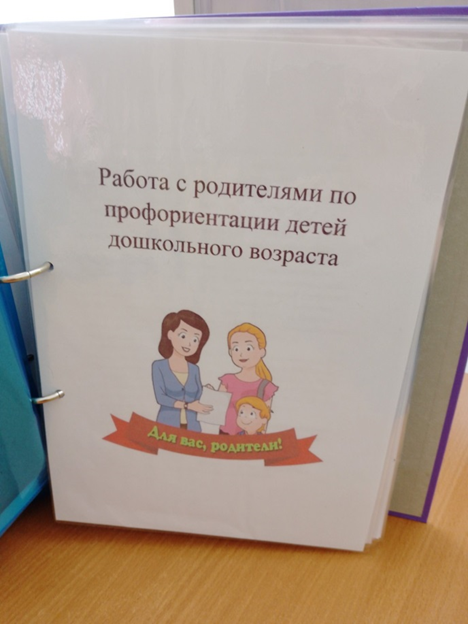 Работа с родителями по
профориентации детей
дошкольного возраста
Для вас, родители!